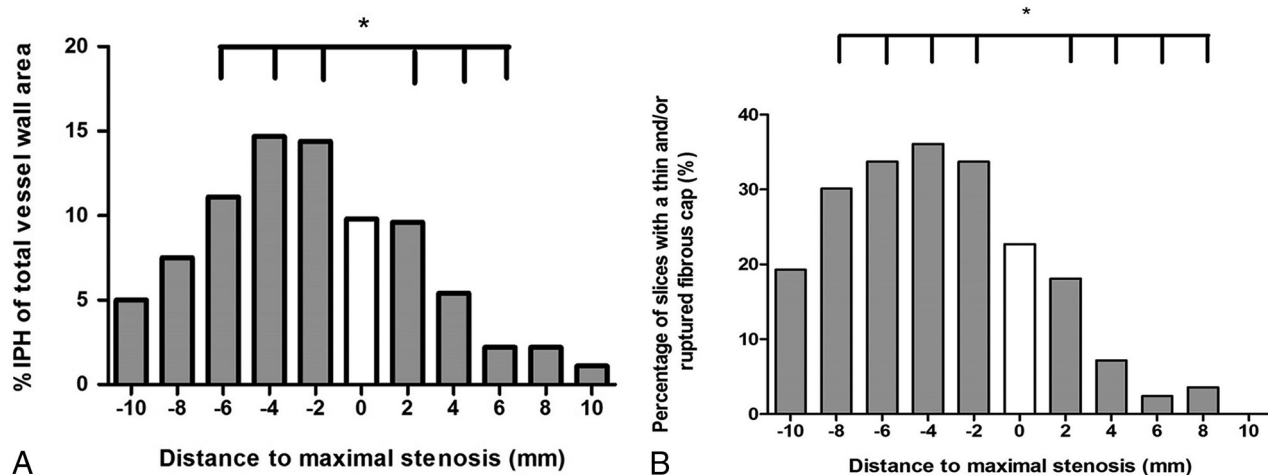 *
20
15
10
5
0
% IPH of total vessel wall area
-10 -8 -6 -4 -2 0 2 4 6 8 10
Distance to maximal stenosis (mm)
A
*
40
30
20
10
0
Percentage of slices with a thin and/or
ruptured fibrous cap (%)
-10 -8 -6 -4 -2 0 2 4 6 8 10
Distance to maximal stenosis (mm)
B